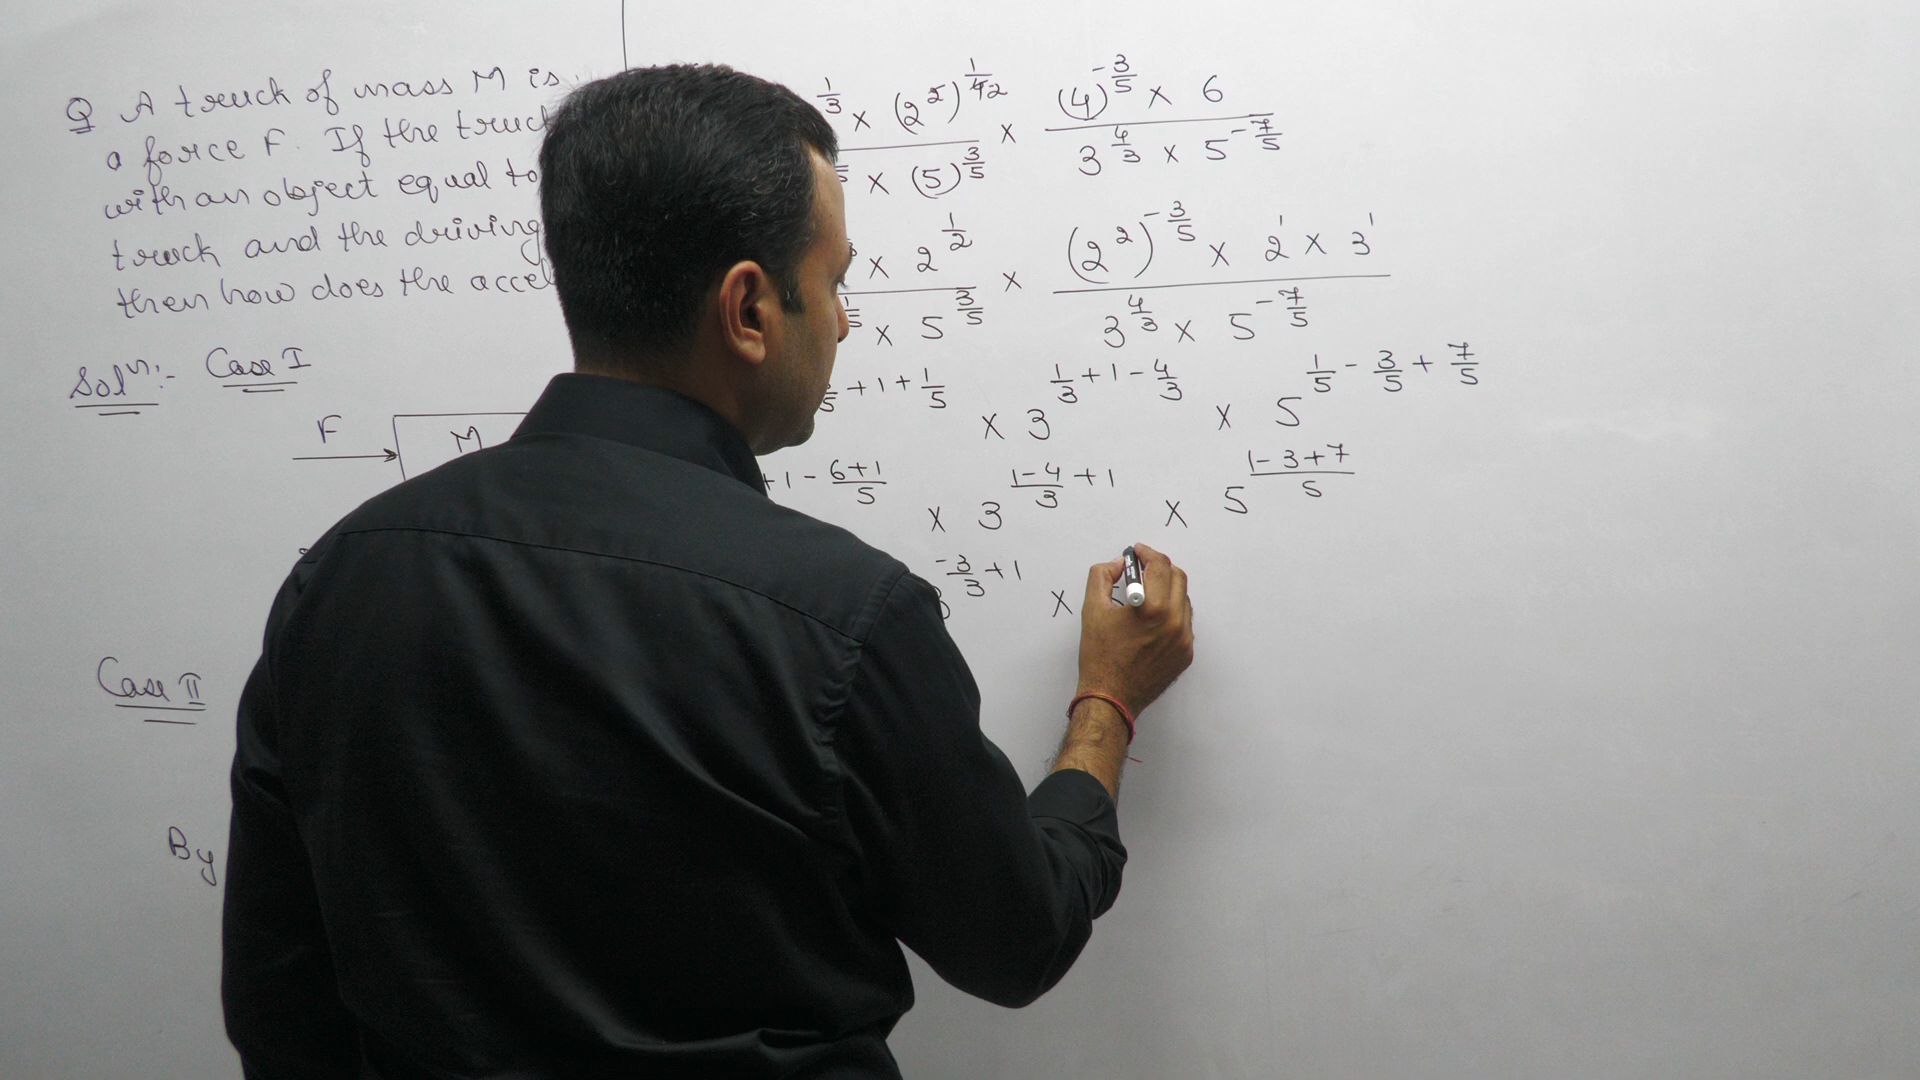 Q A truck of mass M is
a force F. If the truck
with an object equal to
truck and the driving
then how does the accel
Solⁿ:- Case I
F M
Case II
By
1/3 × (2²)^(1/42) × ((4)^(-3/5) × 6)/(3^(4/3) × 5^(-7/5))
× (5)^(3/5)
× 2^(1/2) × ((2²)^(-3/5) × 2¹ × 3¹)/(3^(4/3) × 5^(-7/5))
× 5^(3/5)
+ 1 + 1/5 × 3^(1/3 + 1 - 4/3) × 5^(1/5 - 3/5 + 7/5)
+ 1 - (6+1)/5 × 3^((1-4)/3 + 1) × 5^((1-3+7)/5)
3^(-3/3 + 1) ×